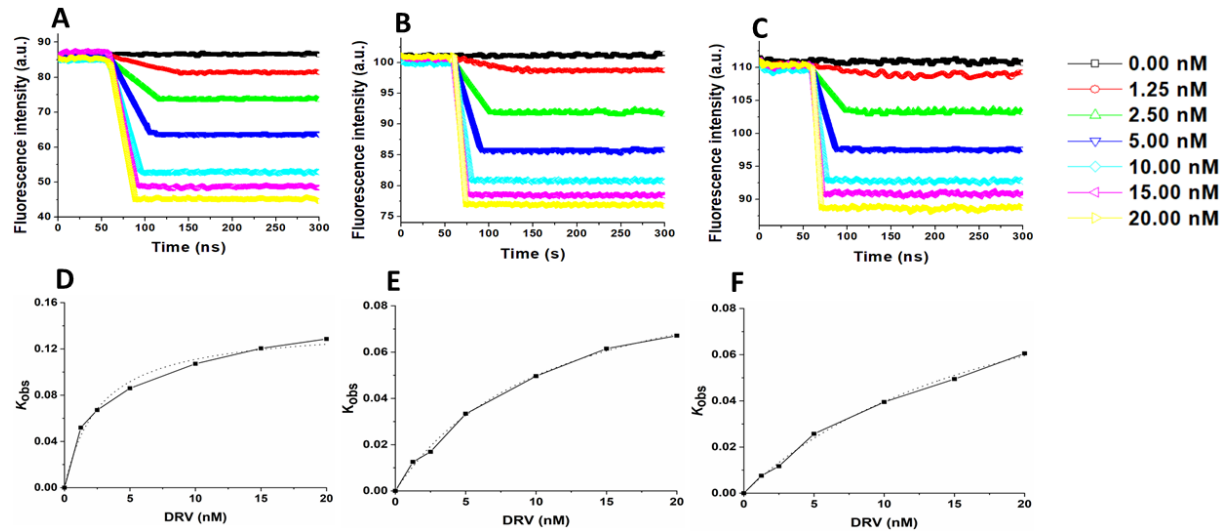 A
Fluorescence intensity (a.u.)
90
80
70
60
50
40
0 50 100 150 200 250 300
Time (ns)
B
Fluorescence intensity (a.u.)
100
95
90
85
80
75
0 50 100 150 200 250 300
Time (s)
C
Fluorescence intensity (a.u.)
110
105
100
95
90
0 50 100 150 200 250 300
Time (ns)
0.00 nM
1.25 nM
2.50 nM
5.00 nM
10.00 nM
15.00 nM
20.00 nM
D
Kobs
0.16
0.12
0.08
0.04
0.00
0 5 10 15 20
DRV (nM)
E
Kobs
0.08
0.06
0.04
0.02
0.00
0 5 10 15 20
DRV (nM)
F
Kobs
0.08
0.06
0.04
0.02
0.00
0 5 10 15 20
DRV (nM)